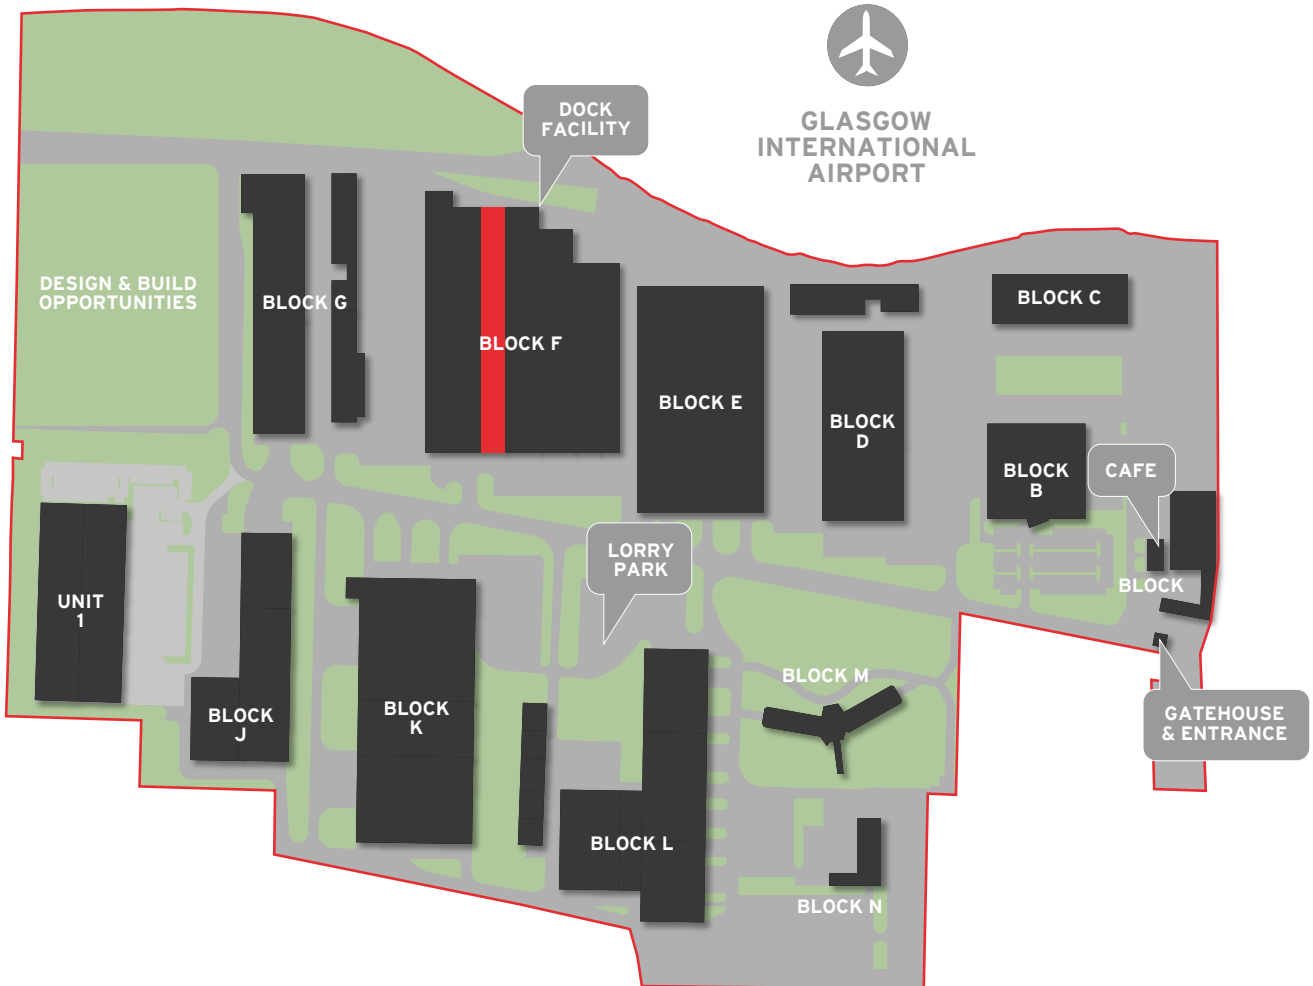 DOCK
FACILITY
GLASGOW
INTERNATIONAL
AIRPORT
DESIGN & BUILD
OPPORTUNITIES
BLOCK G
BLOCK F
BLOCK E
BLOCK
D
BLOCK C
BLOCK
B
CAFE
BLOCK
LORRY
PARK
UNIT
1
BLOCK
J
BLOCK
K
BLOCK L
BLOCK M
GATEHOUSE
& ENTRANCE
BLOCK N